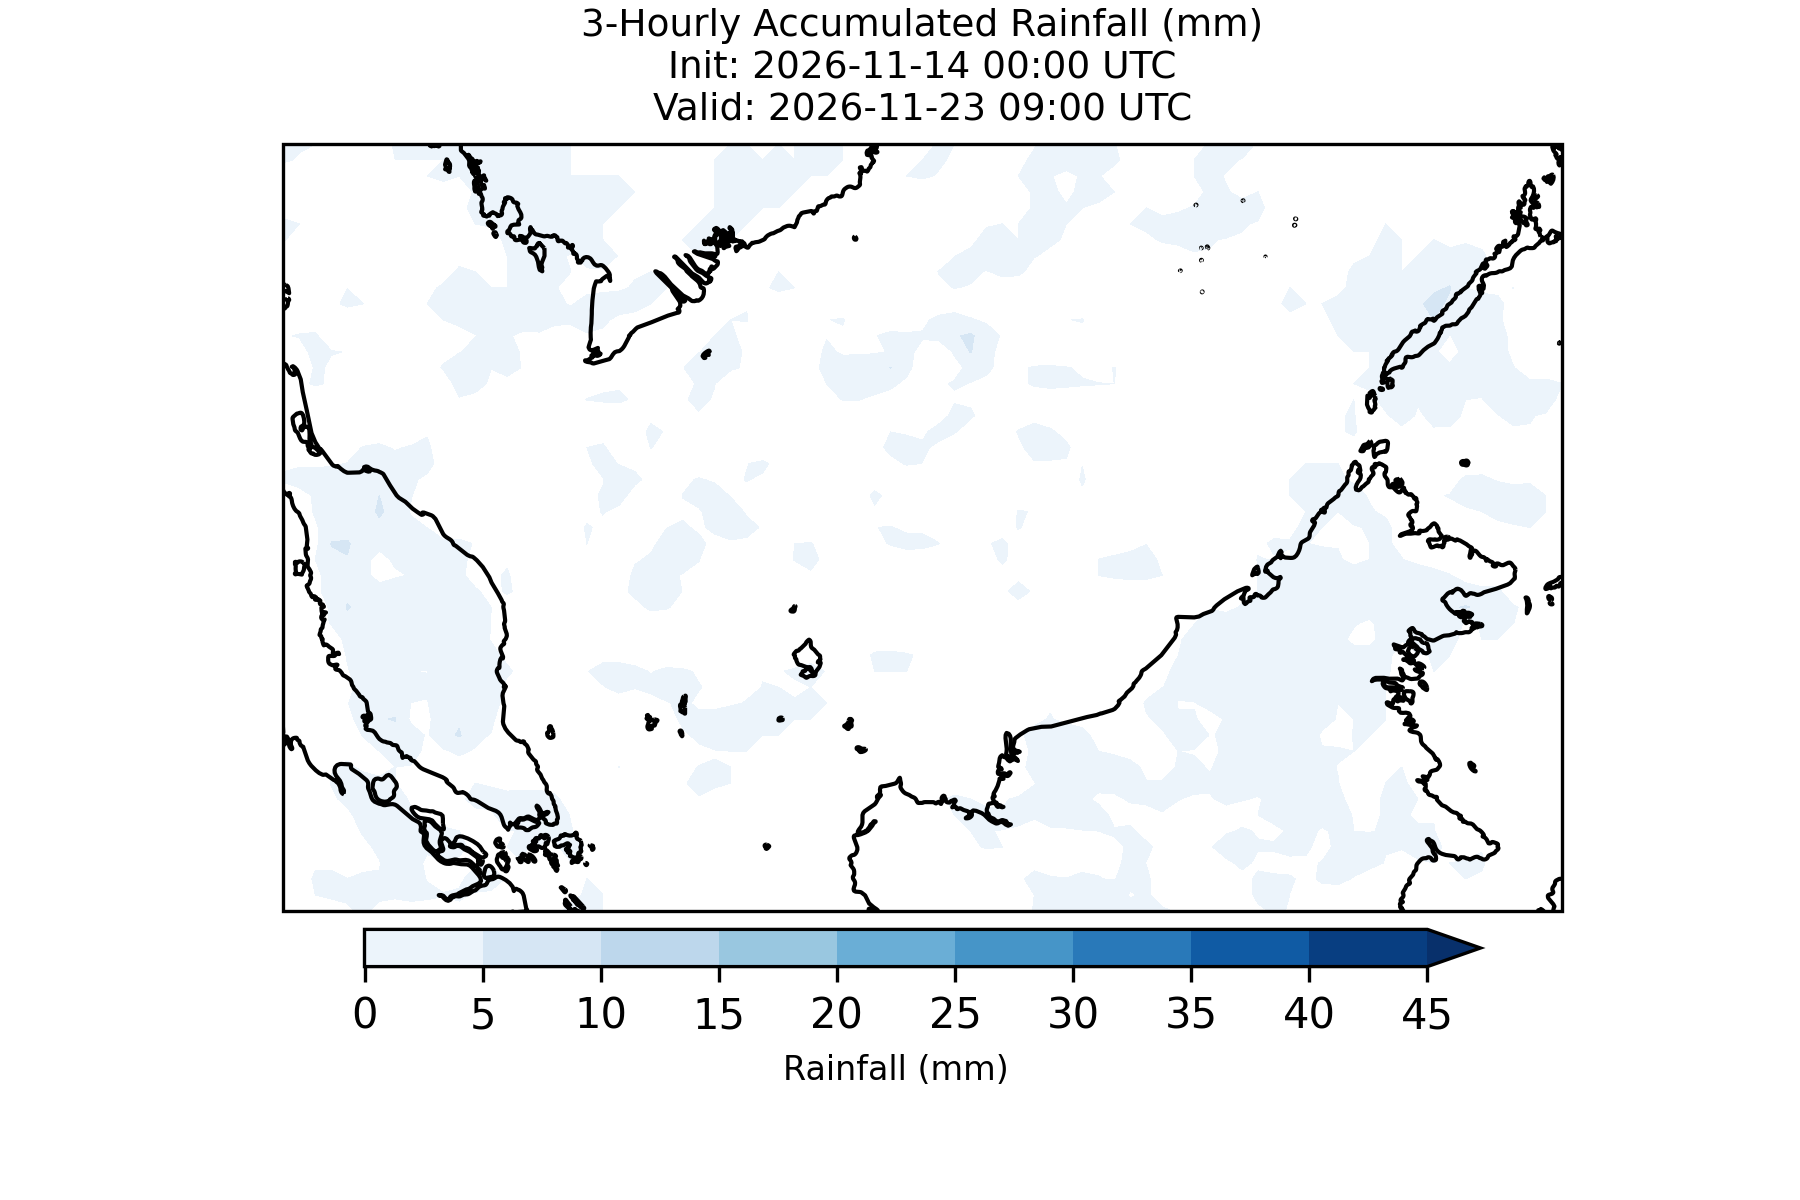 3-Hourly Accumulated Rainfall (mm)
Init: 2026-11-14 00:00 UTC
Valid: 2026-11-23 09:00 UTC
0 5 10 15 20 25 30 35 40 45
Rainfall (mm)